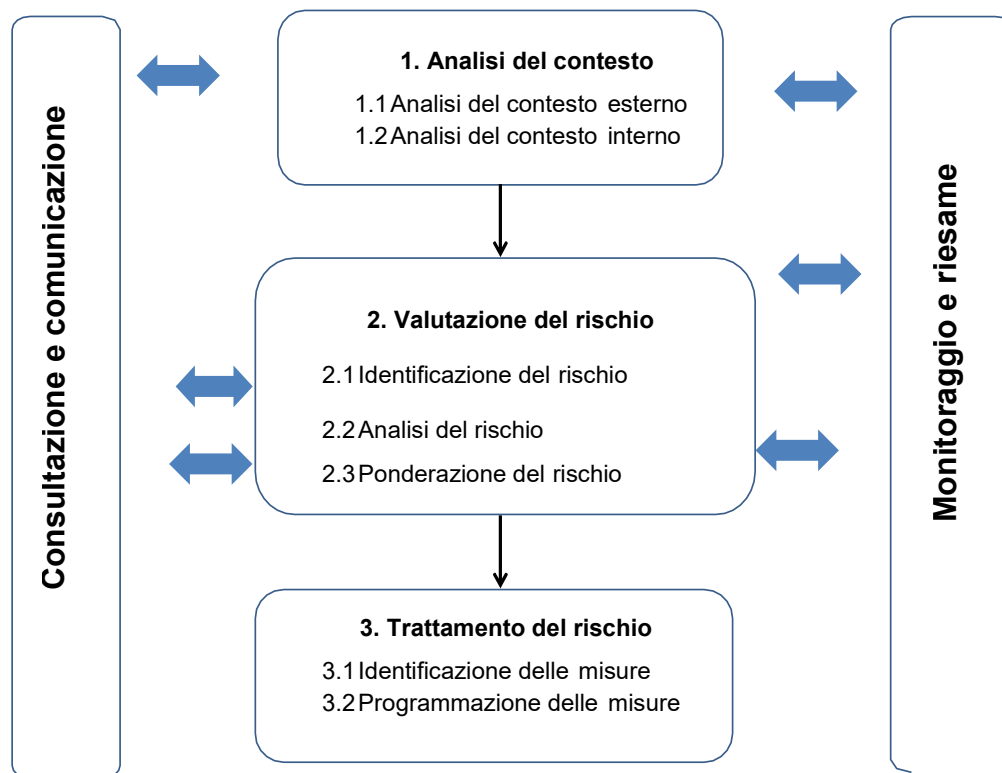 Consultazione e comunicazione
1. Analisi del contesto
1.1 Analisi del contesto esterno
1.2 Analisi del contesto interno
2. Valutazione del rischio
2.1 Identificazione del rischio
2.2 Analisi del rischio
2.3 Ponderazione del rischio
3. Trattamento del rischio
3.1 Identificazione delle misure
3.2 Programmazione delle misure
Monitoraggio e riesame